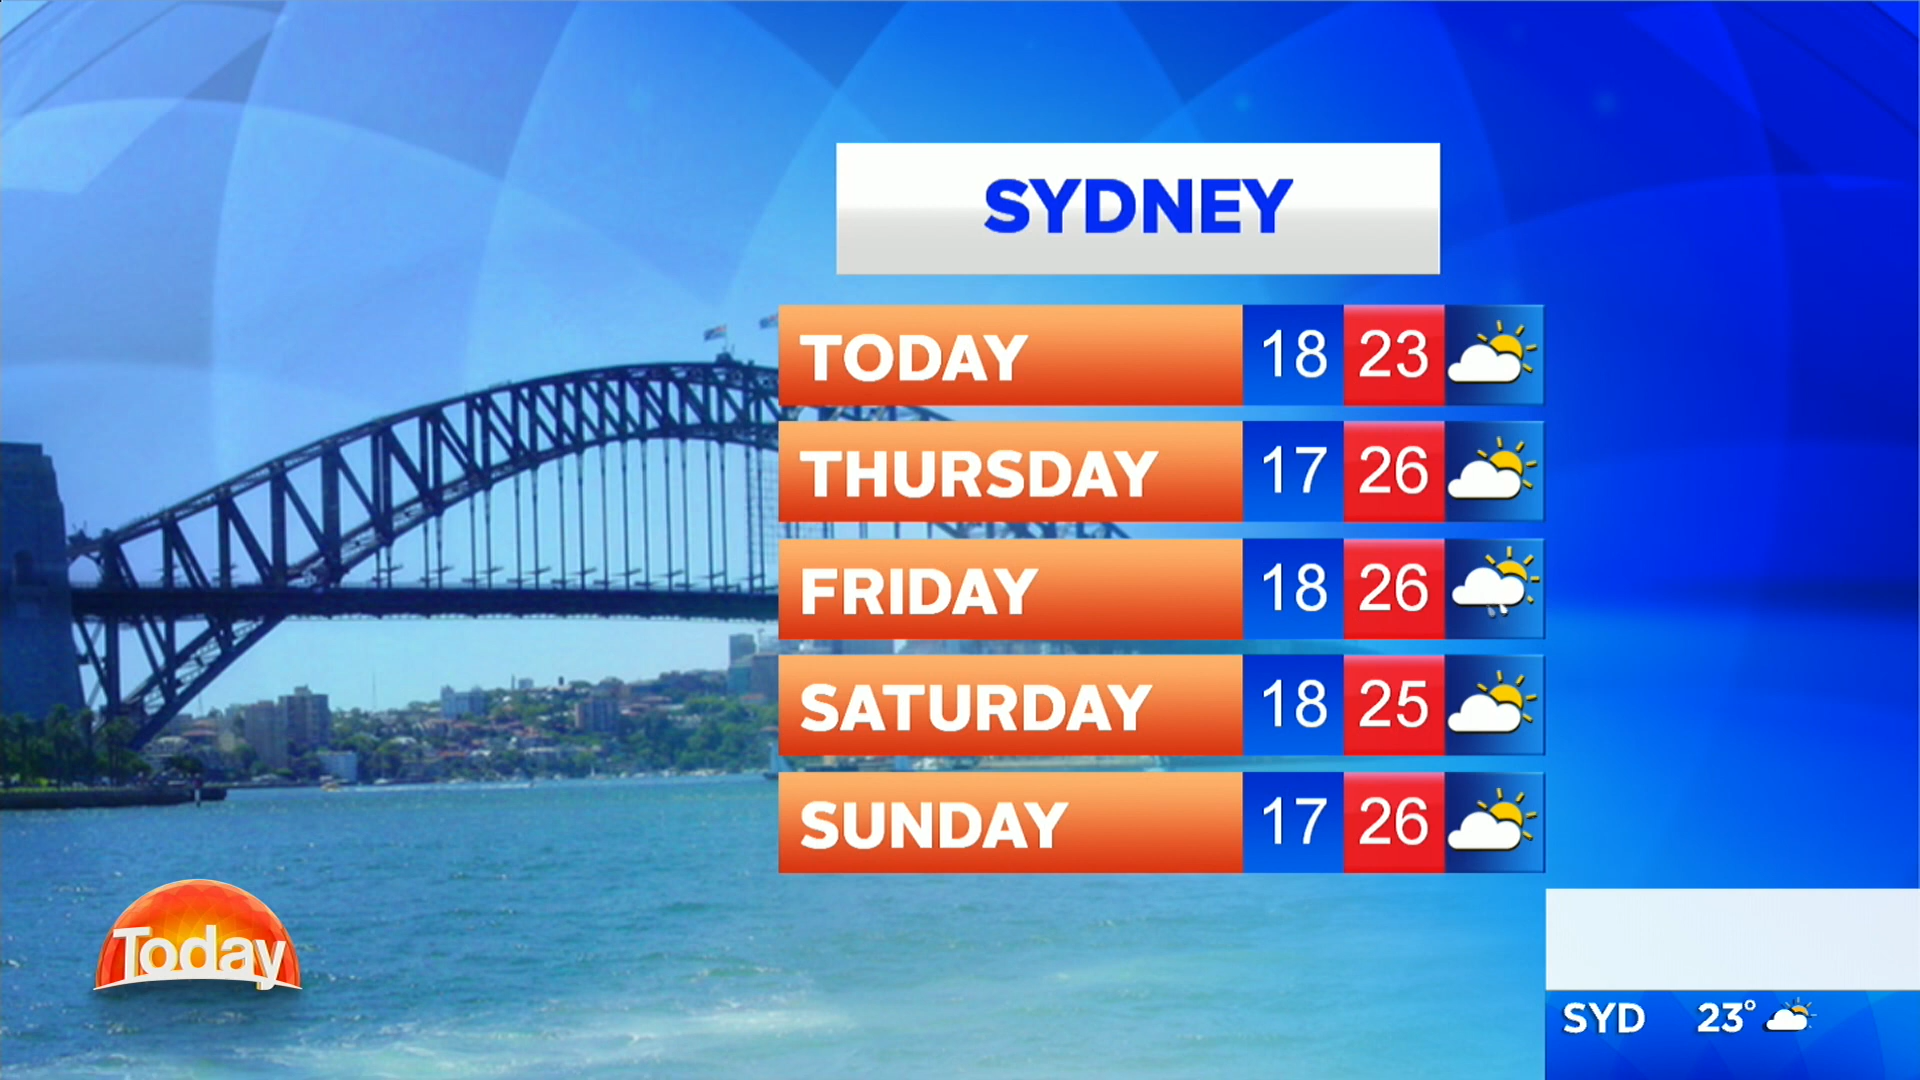 SYDNEY
TODAY 18 23
THURSDAY 17 26
FRIDAY 18 26
SATURDAY 18 25
SUNDAY 17 26
Today
SYD 23°